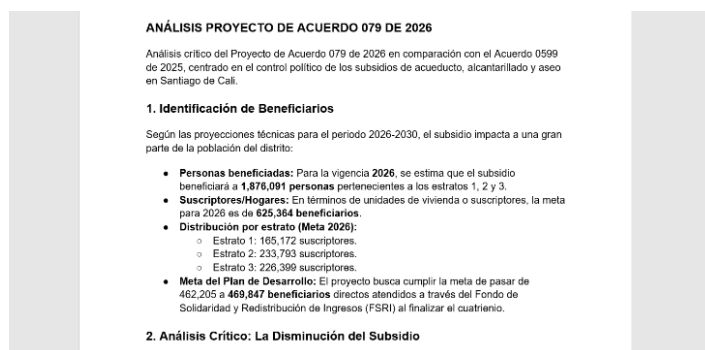 ANÁLISIS PROYECTO DE ACUERDO 079 DE 2026
Análisis crítico del Proyecto de Acuerdo 079 de 2026 en comparación con el Acuerdo 0599
de 2025, centrado en el control político de los subsidios de acueducto, alcantarillado y aseo
en Santiago de Cali.
1. Identificación de Beneficiarios
Según las proyecciones técnicas para el periodo 2026-2030, el subsidio impacta a una gran
parte de la población del distrito:
● Personas beneficiadas: Para la vigencia 2026, se estima que el subsidio
beneficiará a 1,876,091 personas pertenecientes a los estratos 1, 2 y 3.
● Suscriptores/Hogares: En términos de unidades de vivienda o suscriptores, la meta
para 2026 es de 625,364 beneficiarios.
● Distribución por estrato (Meta 2026):
○ Estrato 1: 165,172 suscriptores.
○ Estrato 2: 233,793 suscriptores.
○ Estrato 3: 226,399 suscriptores.
● Meta del Plan de Desarrollo: El proyecto busca cumplir la meta de pasar de
462,205 a 469,847 beneficiarios directos atendidos a través del Fondo de
Solidaridad y Redistribución de Ingresos (FSRI) al finalizar el cuatrienio.
2. Análisis Crítico: La Disminución del Subsidio